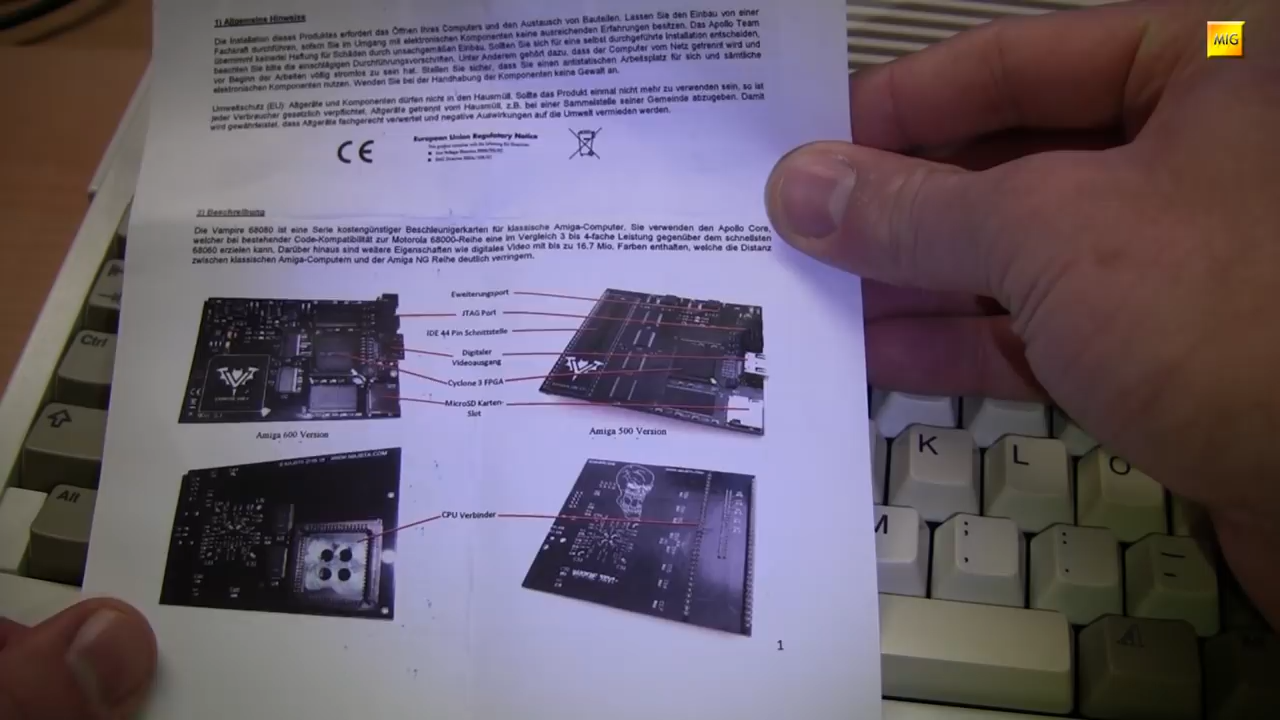 MIG
1) Allgemeine Hinweise
Die Installation dieses Produktes erfordert das Öffnen Ihres Computers und den Austausch von Bauteilen. Lassen Sie den Einbau von einer
Fachkraft durchführen, sofern Sie im Umgang mit elektronischen Komponenten keine ausreichenden Erfahrungen besitzen. Das Apollo Team
übernimmt keinerlei Haftung für Schäden durch unsachgemäßen Einbau. Sollten Sie sich für eine selbst durchgeführte Installation entscheiden,
beachten Sie bitte die einschlägigen Durchführungsvorschriften. Unter Anderem gehört dazu, dass der Computer vom Netz getrennt wird und
vor Beginn der Arbeiten völlig stromlos zu sein hat. Stellen Sie sicher, dass Sie einen antistatischen Arbeitsplatz für sich und sämtliche
elektronischen Komponenten nutzen. Wenden Sie bei der Handhabung der Komponenten keine Gewalt an.
Umweltschutz (EU): Altgeräte und Komponenten dürfen nicht in den Hausmüll. Sollte das Produkt einmal nicht mehr zu verwenden sein, so ist
jeder Verbraucher gesetzlich verpflichtet, Altgeräte getrennt vom Hausmüll, z.B. bei einer Sammelstelle seiner Gemeinde abzugeben. Damit
wird gewährleistet, dass Altgeräte fachgerecht verwertet und negative Auswirkungen auf die Umwelt vermieden werden.
CE
European Union Regulatory Notice
2) Beschreibung
Die Vampire 68080 ist eine Serie kostengünstiger Beschleunigerkarten für klassische Amiga-Computer. Sie verwenden den Apollo Core,
welcher bei bestehender Code-Kompatibilität zur Motorola 68000-Reihe eine im Vergleich 3 bis 4-fache Leistung gegenüber dem schnellsten
68060 erzielen kann. Darüber hinaus sind weitere Eigenschaften wie digitales Video mit bis zu 16,7 Mio. Farben enthalten, welche die Distanz
zwischen klassischen Amiga-Computern und der Amiga NG Reihe deutlich verringern.
Eweiterungsport
JTAG Port
IDE 44 Pin Schnittstelle
Digitaler
Videoausgang
Cyclone 3 FPGA
MicroSD Karten-
Slot
Amiga 600 Version
Amiga 500 Version
WWW.MAJSTA.COM
CPU Verbinder
1
Ctrl
Alt
K
L
Ö
M
;
,
:
.
A